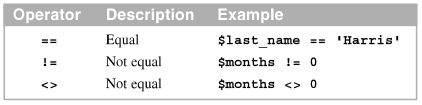 Operator Description Example
== Equal $last_name == 'Harris'
!= Not equal $months != 0
<> Not equal $months <> 0